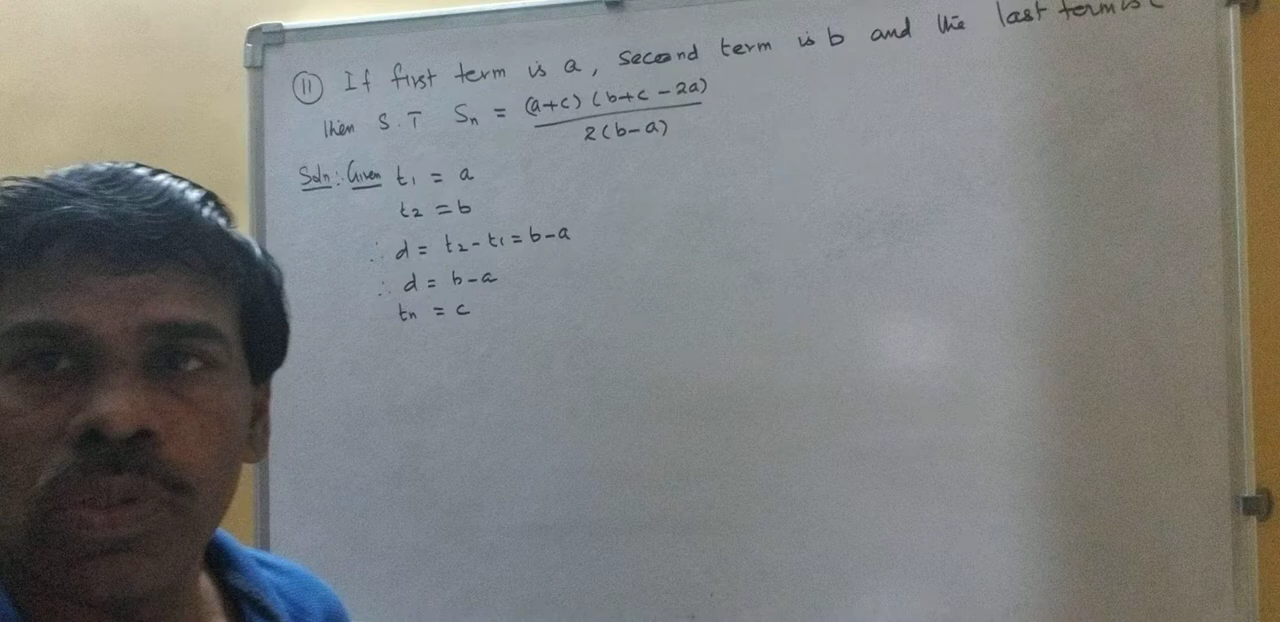 (11) If first term is a, second term is b and the last term is c
then S.T Sn = (a+c) (b+c - 2a) / 2(b-a)
Soln: Given t1 = a
t2 = b
∴ d = t2 - t1 = b-a
∴ d = b-a
tn = c